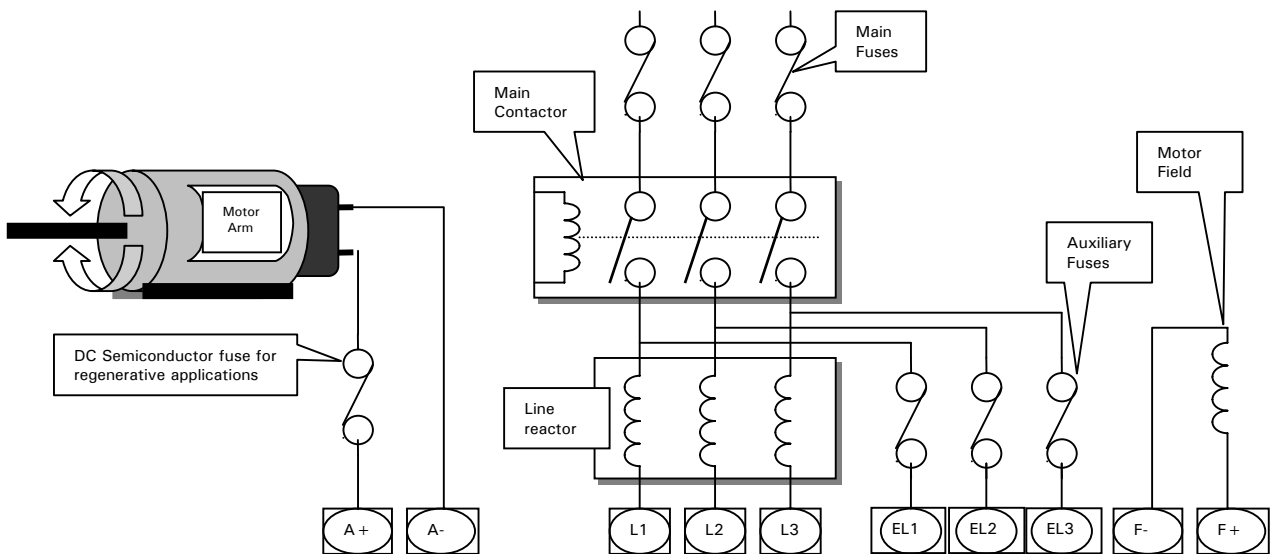 Main
Fuses
Main
Contactor
Motor
Field
Motor
Arm
Auxiliary
Fuses
DC Semiconductor fuse for
regenerative applications
Line
reactor
A+
A-
L1
L2
L3
EL1
EL2
EL3
F-
F+